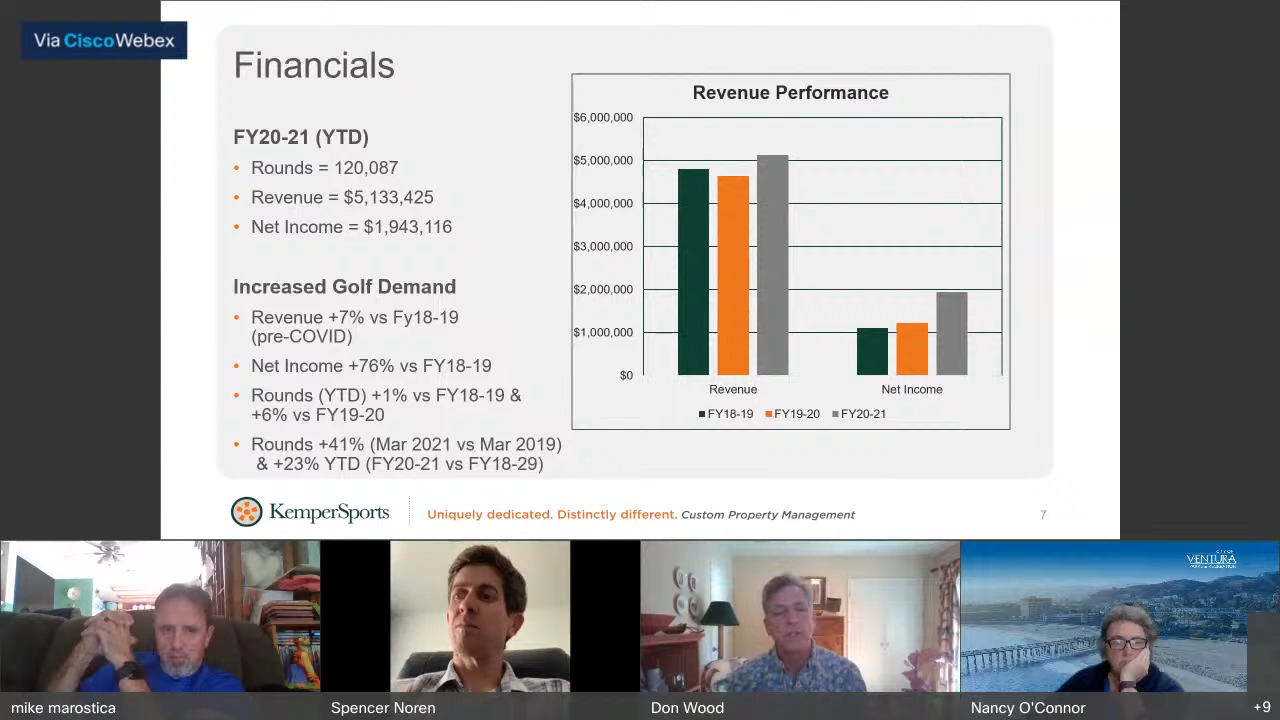 Via CiscoWebex
Financials
FY20-21 (YTD)
• Rounds = 120,087
• Revenue = $5,133,425
• Net Income = $1,943,116
Increased Golf Demand
• Revenue +7% vs Fy18-19
(pre-COVID)
• Net Income +76% vs FY18-19
• Rounds (YTD) +1% vs FY18-19 &
+6% vs FY19-20
• Rounds +41% (Mar 2021 vs Mar 2019)
& +23% YTD (FY20-21 vs FY18-29)
Revenue Performance
$6,000,000
$5,000,000
$4,000,000
$3,000,000
$2,000,000
$1,000,000
$0
Revenue Net Income
FY18-19 FY19-20 FY20-21
KemperSports
Uniquely dedicated. Distinctly different. Custom Property Management
7
CITY OF
VENTURA
PARKS & RECREATION
mike marostica
Spencer Noren
Don Wood
Nancy O'Connor
+9